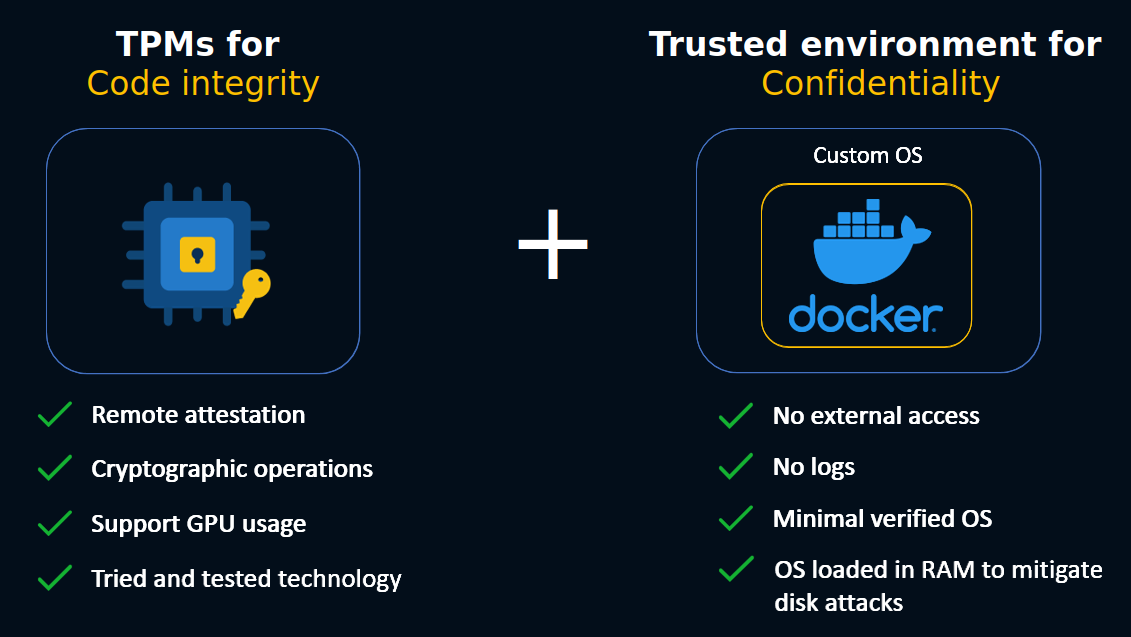 TPMs for
Code integrity
Remote attestation
Cryptographic operations
Support GPU usage
Tried and tested technology
Trusted environment for
Confidentiality
Custom OS
docker.
No external access
No logs
Minimal verified OS
OS loaded in RAM to mitigate
disk attacks